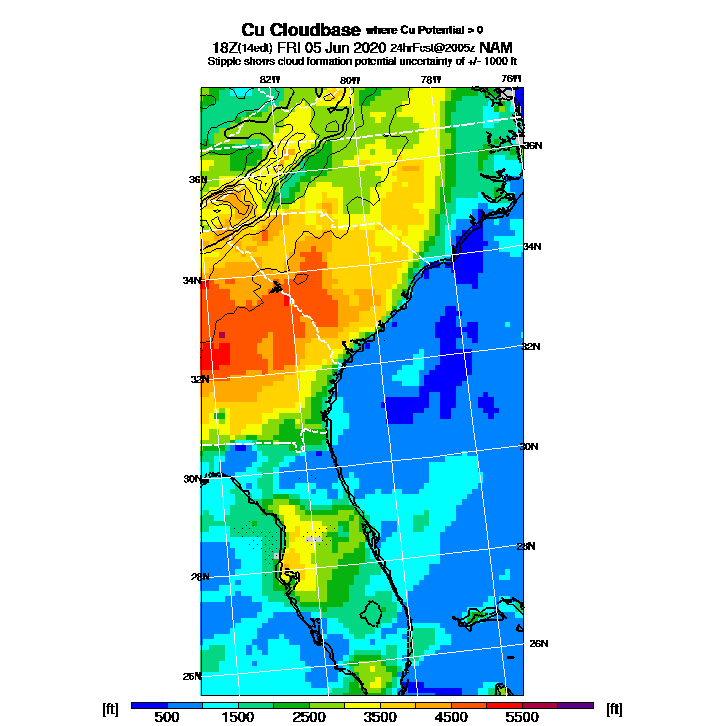 Cu Cloudbase where Cu Potential > 0
18Z(14edt) FRI 05 Jun 2020 24hrFcst@2005z NAM
Stipple shows cloud formation potential uncertainty of +/- 1000 ft
82W 80W 78W 76W
36N
36N
34N
34N
32N
32N
30N
30N
28N
28N
26N
26N
[ft] 500 1500 2500 3500 4500 5500 [ft]